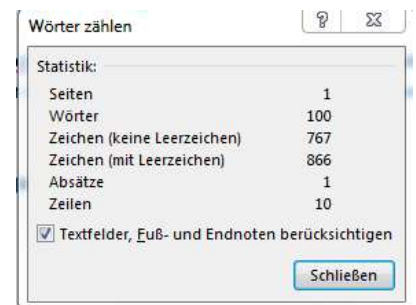 Wörter zählen
Statistik:
Seiten 1
Wörter 100
Zeichen (keine Leerzeichen) 767
Zeichen (mit Leerzeichen) 866
Absätze 1
Zeilen 10
Textfelder, Fuß- und Endnoten berücksichtigen
Schließen